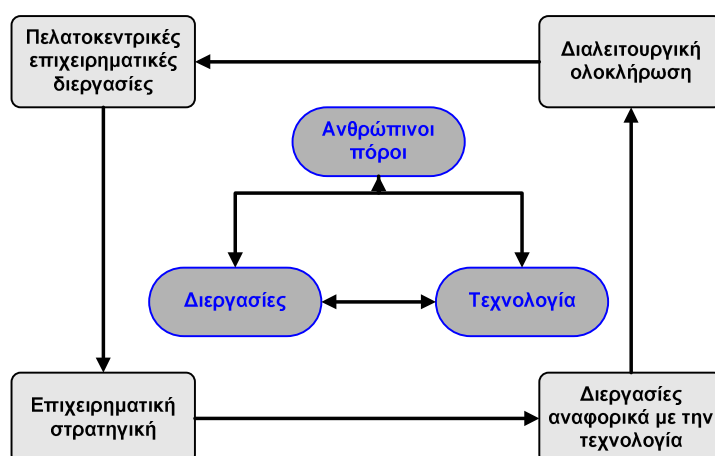 Πελατοκεντρικές
επιχειρηματικές
διεργασίες
Διαλειτουργική
ολοκλήρωση
Ανθρώπινοι
πόροι
Διεργασίες
Τεχνολογία
Επιχειρηματική
στρατηγική
Διεργασίες
αναφορικά με την
τεχνολογία